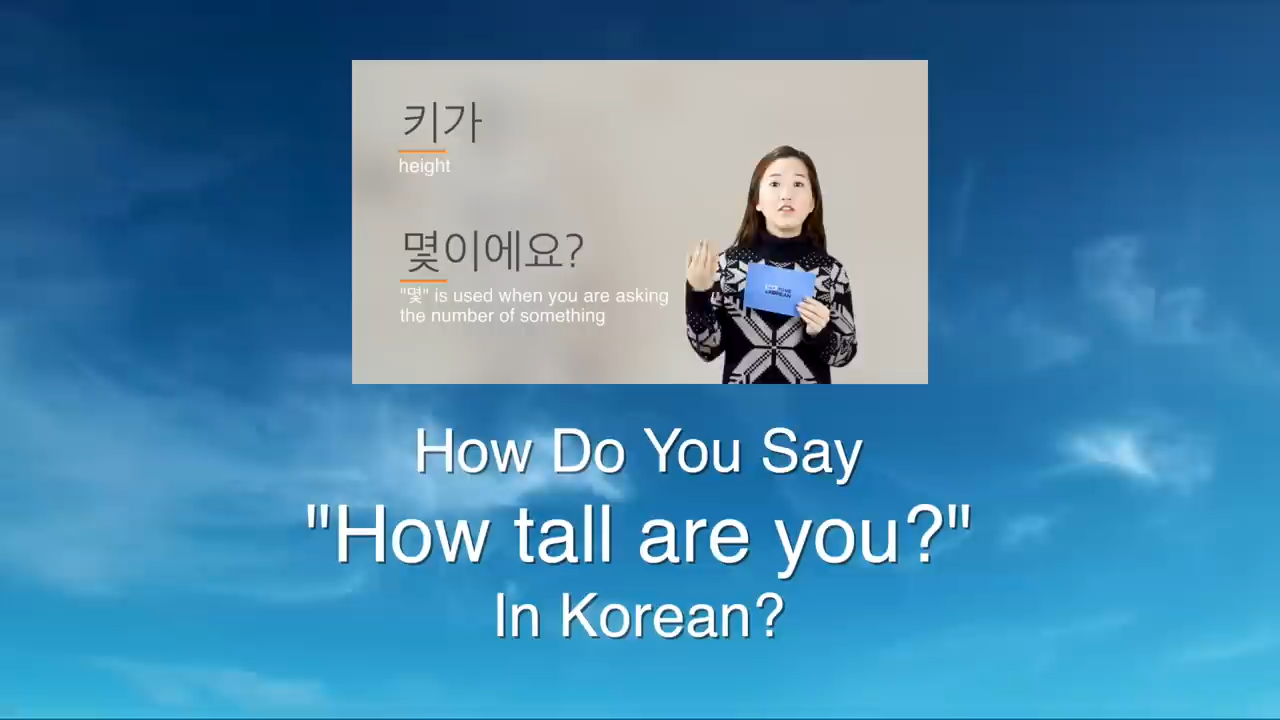 키가
height
몇이에요?
"몇" is used when you are asking
the number of something
How Do You Say
"How tall are you?"
In Korean?